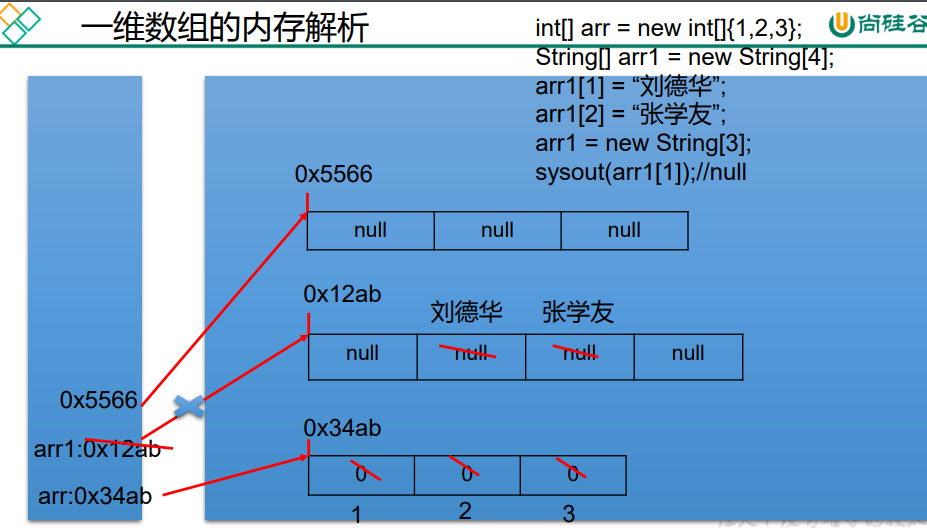 一维数组的内存解析
int[] arr = new int[]{1,2,3};
尚硅谷
String[] arr1 = new String[4];
arr1[1] = “刘德华”;
arr1[2] = “张学友”;
arr1 = new String[3];
sysout(arr1[1]);//null
0x5566
null null null
0x12ab
刘德华 张学友
null null null null
0x5566
0x34ab
arr1:0x12ab
0 0 0
arr:0x34ab
1 2 3